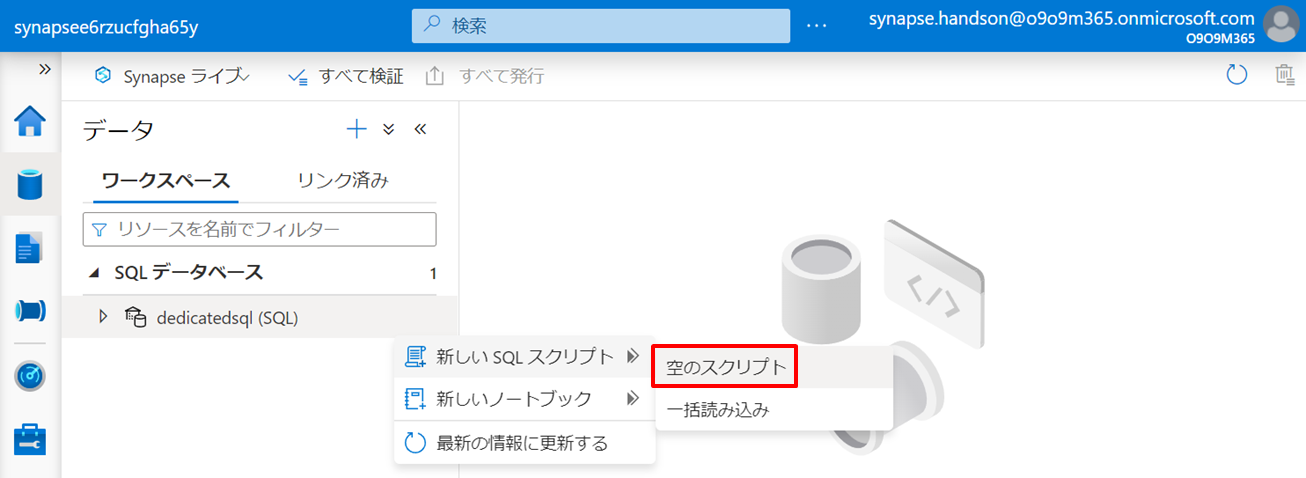 synapsee6rzucfgha65y
検索
synapse.handson@o9o9m365.onmicrosoft.com
O9O9M365
Synapse ライブ
すべて検証
すべて発行
データ
ワークスペース
リンク済み
リソースを名前でフィルター
SQL データベース 1
dedicatedsql (SQL)
新しい SQL スクリプト
空のスクリプト
新しいノートブック
一括読み込み
最新の情報に更新する